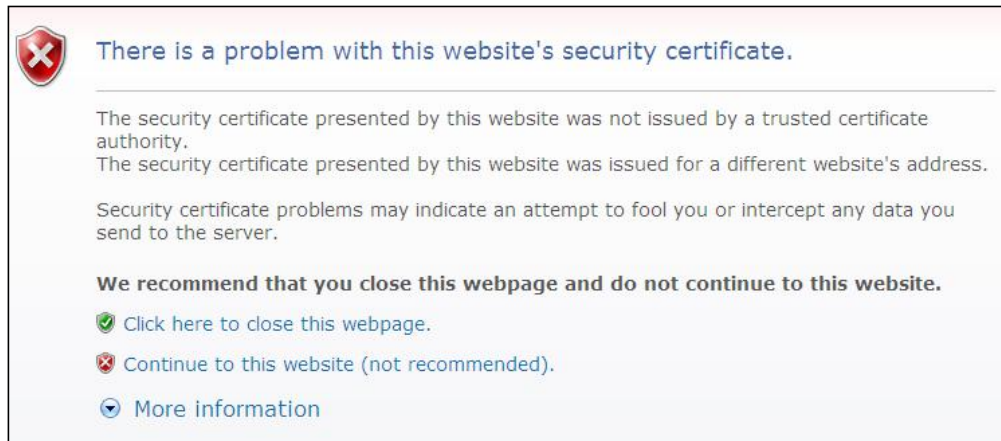 There is a problem with this website's security certificate.
The security certificate presented by this website was not issued by a trusted certificate
authority.
The security certificate presented by this website was issued for a different website's address.
Security certificate problems may indicate an attempt to fool you or intercept any data you
send to the server.
We recommend that you close this webpage and do not continue to this website.
Click here to close this webpage.
Continue to this website (not recommended).
More information